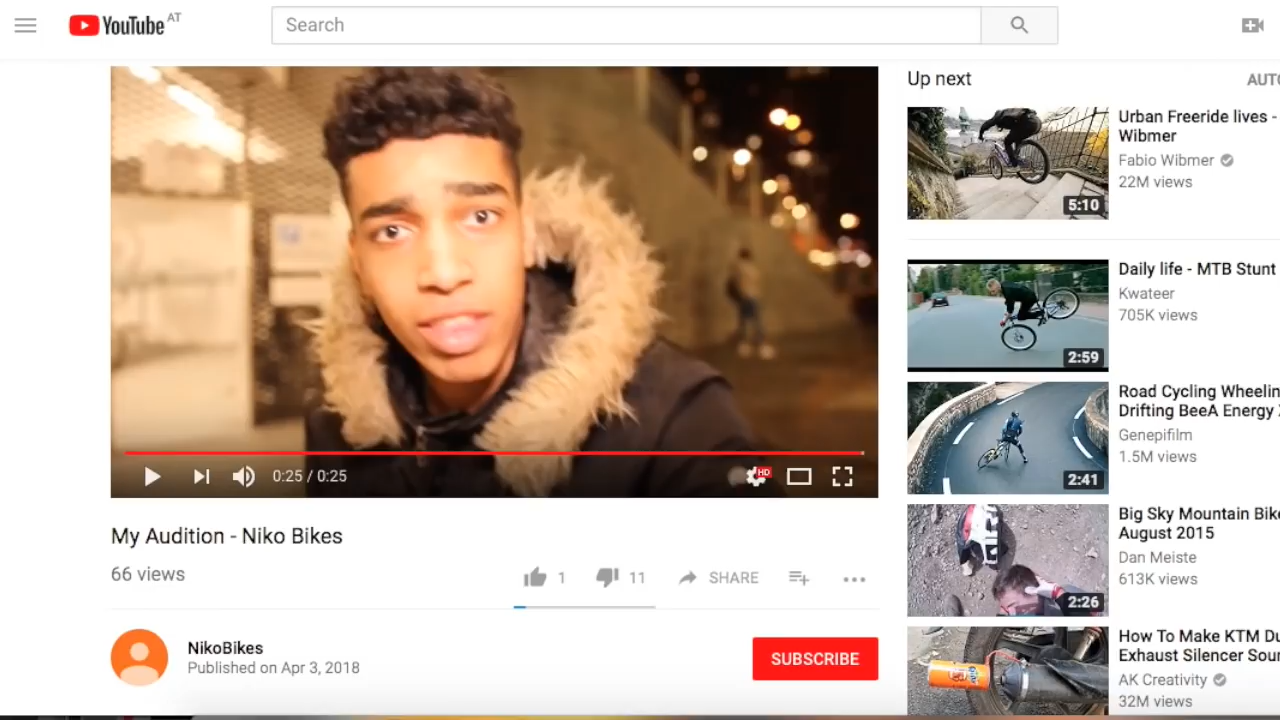 YouTube AT
Search
Up next
AUTO
0:25 / 0:25
HD
My Audition - Niko Bikes
66 views
1
11
SHARE
NikoBikes
Published on Apr 3, 2018
SUBSCRIBE
5:10
Urban Freeride lives -
Wibmer
Fabio Wibmer
22M views
2:59
Daily life - MTB Stunt
Kwateer
705K views
2:41
Road Cycling Wheelin
Drifting BeeA Energy
Genepifilm
1.5M views
2:26
Big Sky Mountain Bike
August 2015
Dan Meiste
613K views
How To Make KTM Du
Exhaust Silencer Soun
AK Creativity
32M views